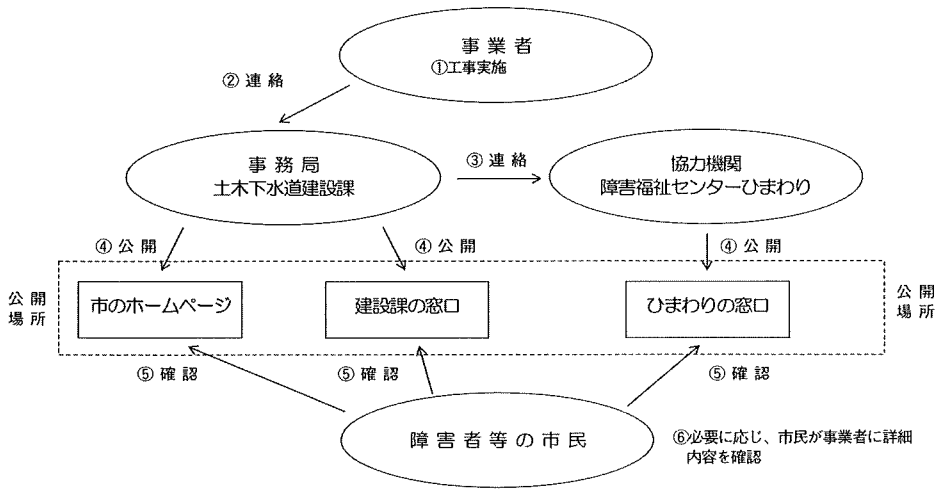 事業者
①工事実施
②連絡
事務局
土木下水道建設課
③連絡
協力機関
障害福祉センターひまわり
④公開
④公開
④公開
公開
場所
市のホームページ
建設課の窓口
ひまわりの窓口
公開
場所
⑤確認
⑤確認
⑤確認
障害者等の市民
⑥必要に応じ、市民が事業者に詳細
内容を確認